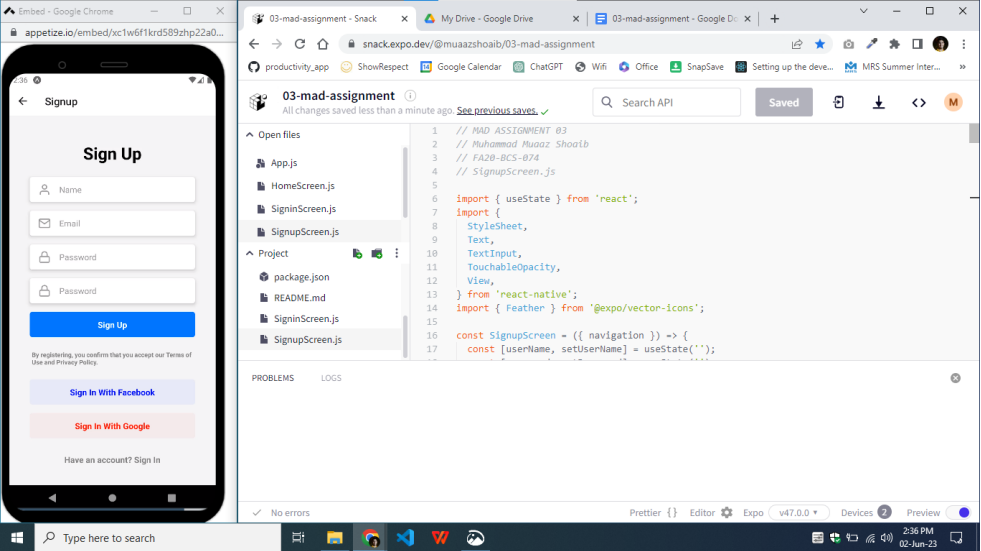 Embed - Google Chrome
appetize.io/embed/xc1w6f1krd589zhp22a0...
2:36
Signup
Sign Up
Name
Email
Password
Password
Sign Up
By registering, you confirm that you accept our Terms of
Use and Privacy Policy.
Sign In With Facebook
Sign In With Google
Have an account? Sign In
03-mad-assignment - Snack
My Drive - Google Drive
03-mad-assignment - Google Do
snack.expo.dev/@muaazshoaib/03-mad-assignment
productivity_app
ShowRespect
Google Calendar
ChatGPT
Wifi
Office
SnapSave
Setting up the deve...
MRS Summer Inter...
»
03-mad-assignment
All changes saved less than a minute ago. See previous saves.
Search API
Saved
M
Open files
App.js
HomeScreen.js
SigninScreen.js
SignupScreen.js
Project
package.json
README.md
SigninScreen.js
SignupScreen.js
1 // MAD ASSIGNMENT 03
2 // Muhammad Muaaz Shoaib
3 // FA20-BCS-074
4 // SignupScreen.js
5
6 import { useState } from 'react';
7 import {
8 StyleSheet,
9 Text,
10 TextInput,
11 TouchableOpacity,
12 View,
13 } from 'react-native';
14 import { Feather } from '@expo/vector-icons';
15
16 const SignupScreen = ({ navigation }) => {
17 const [userName, setUserName] = useState('');
PROBLEMS
LOGS
No errors
Prettier { }
Editor
Expo
v47.0.0
Devices 2
Preview
Type here to search
2:36 PM
02-Jun-23